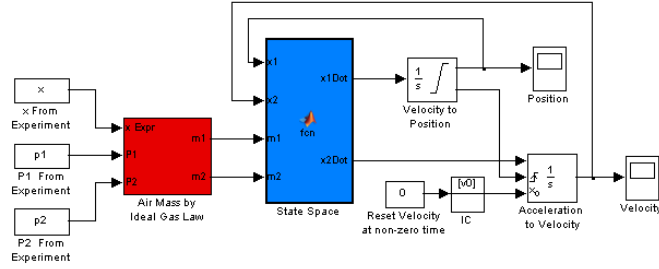 x
x From
Experiment
p1
P1 From
Experiment
p2
P2 From
Experiment
x Expr
P1
P2
m1
m2
Air Mass by
Ideal Gas Law
x1
x2
m1
m2
fcn
x1Dot
x2Dot
State Space
1
s
Velocity to
Position
Position
0
Reset Velocity
at non-zero time
[v0]
IC
xo
1
s
Acceleration
to Velocity
Velocity